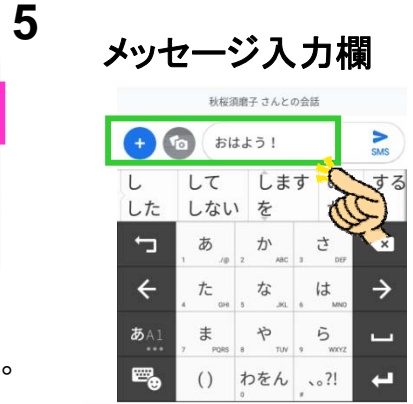 5
メッセージ入力欄
秋桜須磨子 さんとの会話
おはよう！
SMS
し して します する
した しない を
あ か さ
1 ./@ 2 ABC 3 DEF
た な は
4 GHI 5 JKL 6 MNO
あA1 ま や ら
7 PQRS 8 TUV 9 WXYZ
() わをん 、。?!
0 #
。